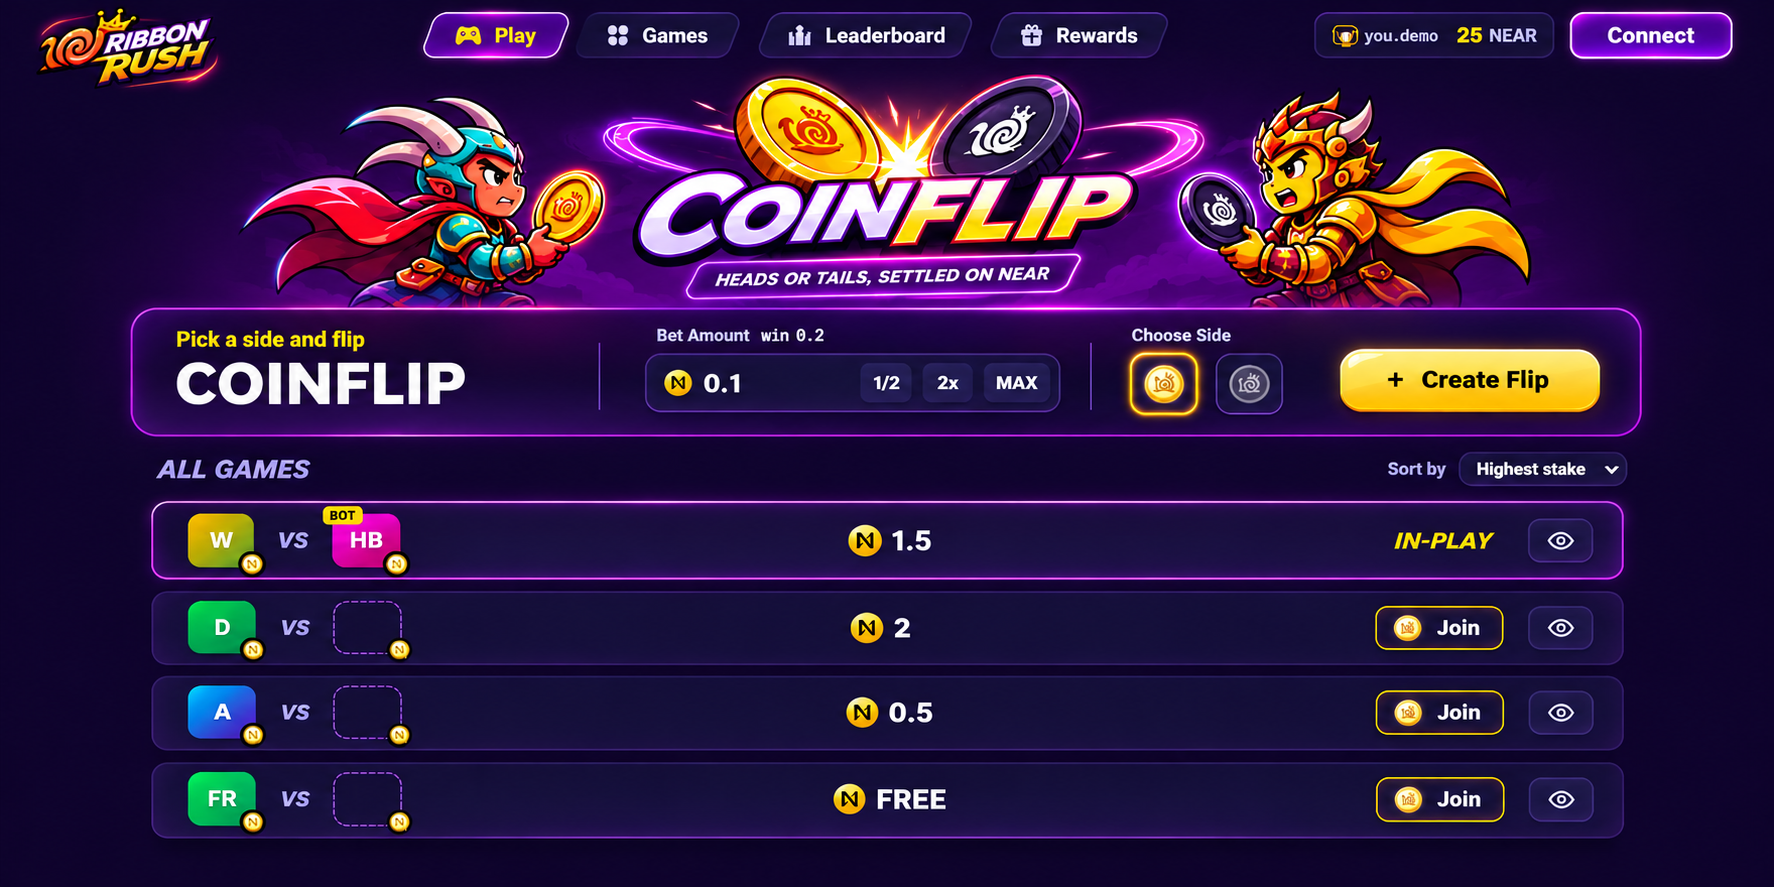 RIBBON RUSH
Play
Games
Leaderboard
Rewards
you.demo 25 NEAR
Connect
COINFLIP
HEADS OR TAILS, SETTLED ON NEAR
Pick a side and flip
COINFLIP
Bet Amount win 0.2
0.1
1/2
2x
MAX
Choose Side
+ Create Flip
ALL GAMES
Sort by
Highest stake
W VS BOT HB
1.5
IN-PLAY
D VS
2
Join
A VS
0.5
Join
FR VS
FREE
Join